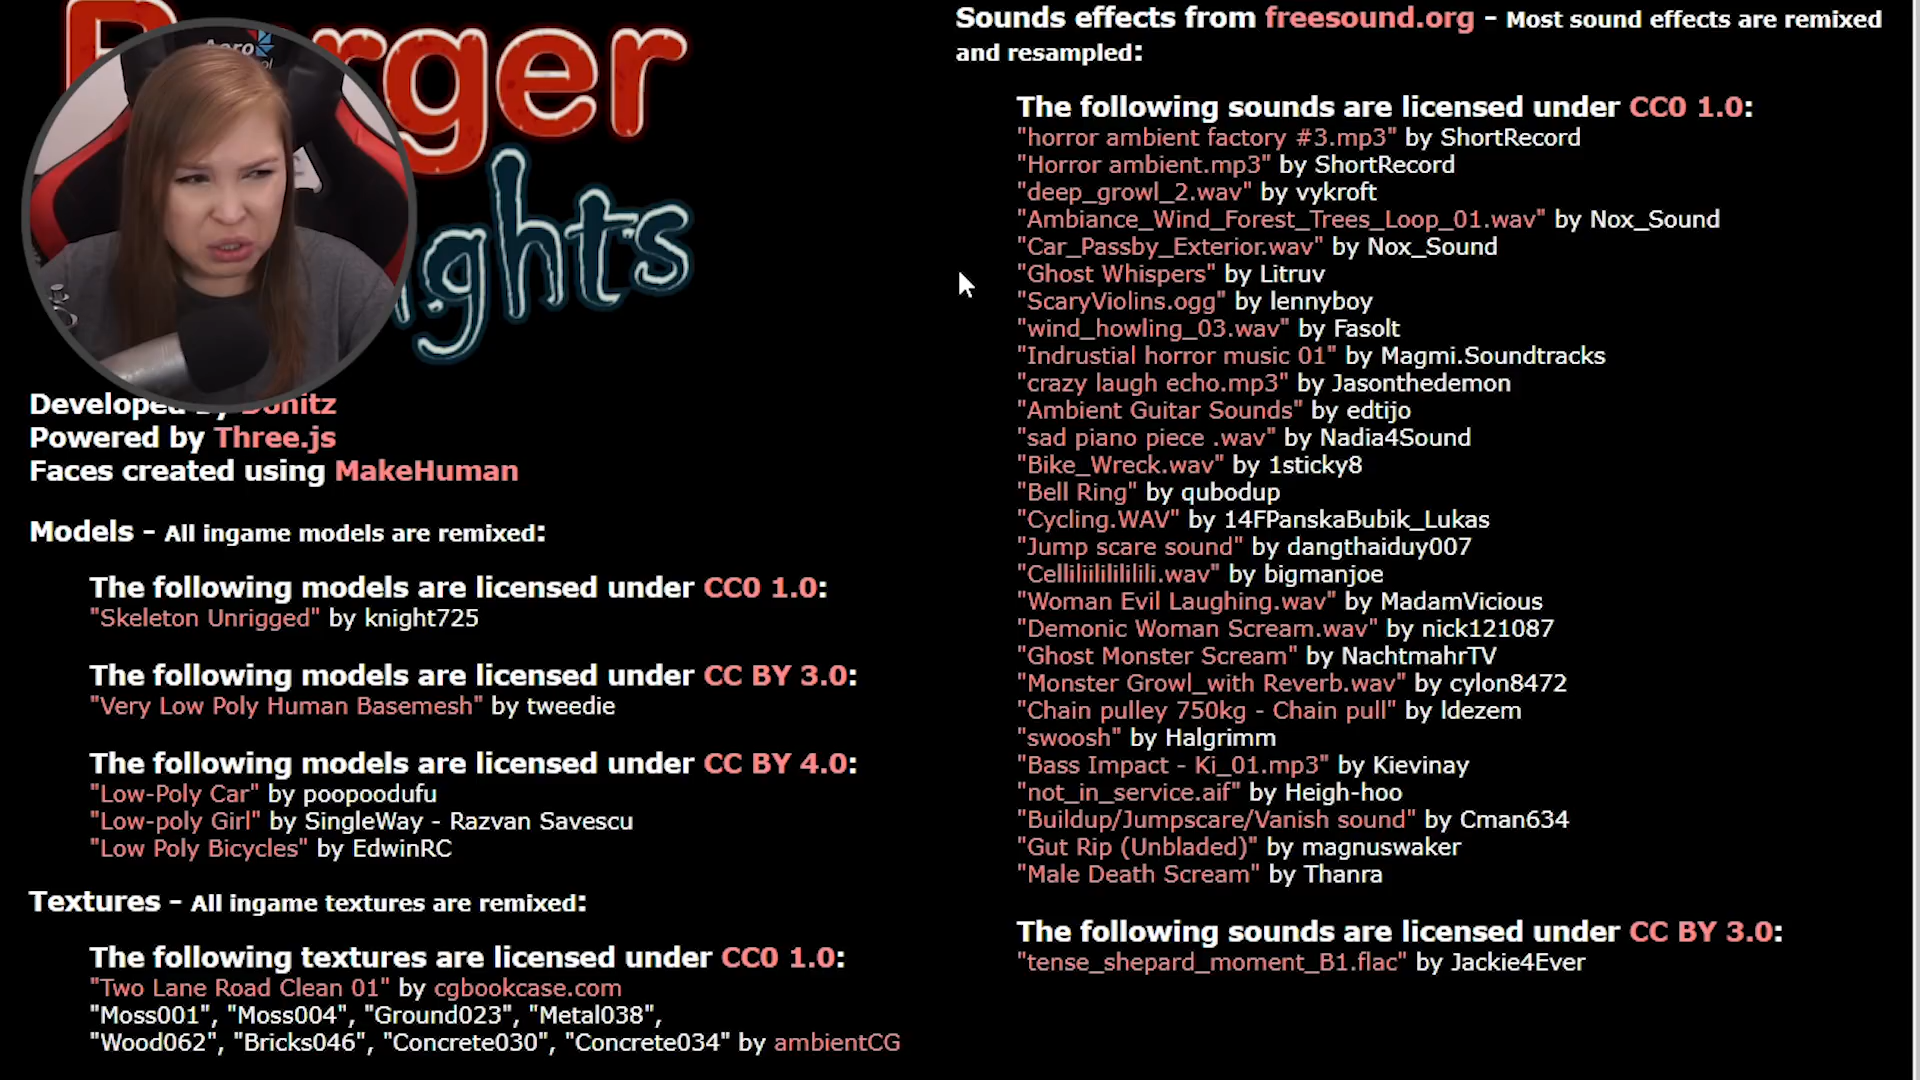 Developed by Donitz
Powered by Three.js
Faces created using MakeHuman
Models - All ingame models are remixed:
The following models are licensed under CC0 1.0:
"Skeleton Unrigged" by knight725
The following models are licensed under CC BY 3.0:
"Very Low Poly Human Basemesh" by tweedie
The following models are licensed under CC BY 4.0:
"Low-Poly Car" by poopoodufu
"Low-poly Girl" by SingleWay - Razvan Savescu
"Low Poly Bicycles" by EdwinRC
Textures - All ingame textures are remixed:
The following textures are licensed under CC0 1.0:
"Two Lane Road Clean 01" by cgbookcase.com
"Moss001", "Moss004", "Ground023", "Metal038",
"Wood062", "Bricks046", "Concrete030", "Concrete034" by ambientCG
Sounds effects from freesound.org - Most sound effects are remixed
and resampled:
The following sounds are licensed under CC0 1.0:
"horror ambient factory #3.mp3" by ShortRecord
"Horror ambient.mp3" by ShortRecord
"deep_growl_2.wav" by vykroft
"Ambiance_Wind_Forest_Trees_Loop_01.wav" by Nox_Sound
"Car_Passby_Exterior.wav" by Nox_Sound
"Ghost Whispers" by Litruv
"ScaryViolins.ogg" by lennyboy
"wind_howling_03.wav" by Fasolt
"Indrustial horror music 01" by Magmi.Soundtracks
"crazy laugh echo.mp3" by Jasonthedemon
"Ambient Guitar Sounds" by edtijo
"sad piano piece .wav" by Nadia4Sound
"Bike_Wreck.wav" by 1sticky8
"Bell Ring" by qubodup
"Cycling.WAV" by 14FPanskaBubik_Lukas
"Jump scare sound" by dangthaiduy007
"Celliliililililili.wav" by bigmanjoe
"Woman Evil Laughing.wav" by MadamVicious
"Demonic Woman Scream.wav" by nick121087
"Ghost Monster Scream" by NachtmahrTV
"Monster Growl_with Reverb.wav" by cylon8472
"Chain pulley 750kg - Chain pull" by ldezem
"swoosh" by Halgrimm
"Bass Impact - Ki_01.mp3" by Kievinay
"not_in_service.aif" by Heigh-hoo
"Buildup/Jumpscare/Vanish sound" by Cman634
"Gut Rip (Unbladed)" by magnuswaker
"Male Death Scream" by Thanra
The following sounds are licensed under CC BY 3.0:
"tense_shepard_moment_B1.flac" by Jackie4Ever